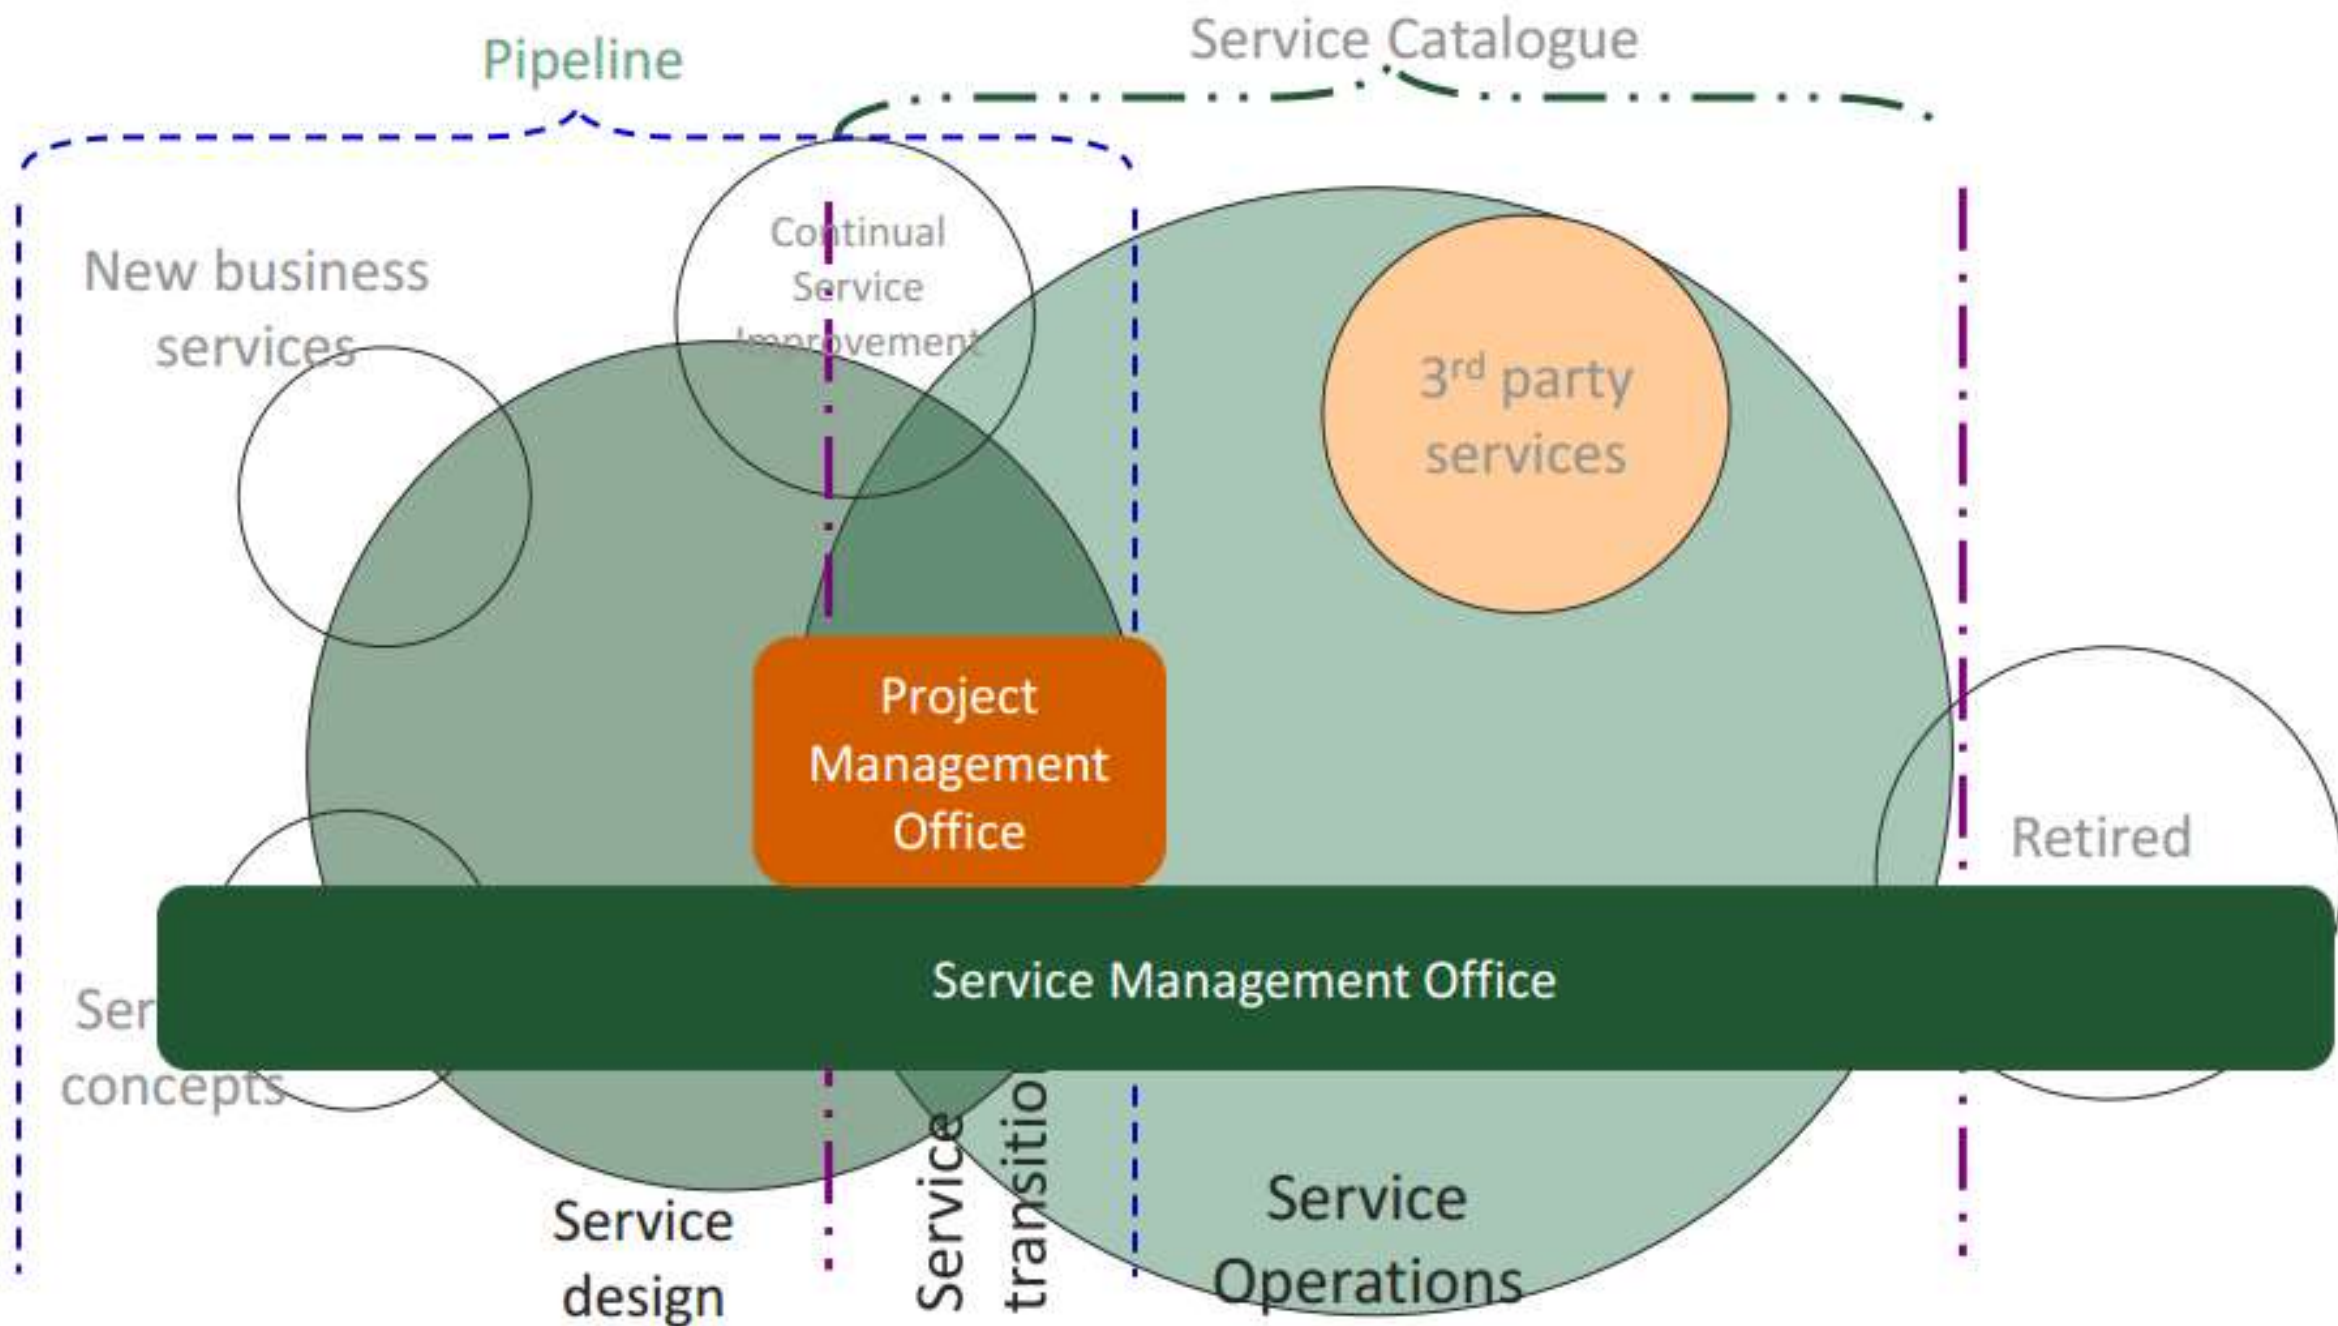 Pipeline
Service Catalogue
New business
services
Continual
Service
Improvement
3rd party
services
Project
Management
Office
Retired
Service Management Office
Ser
concepts
Service
design
Service
transitio
Service
Operations